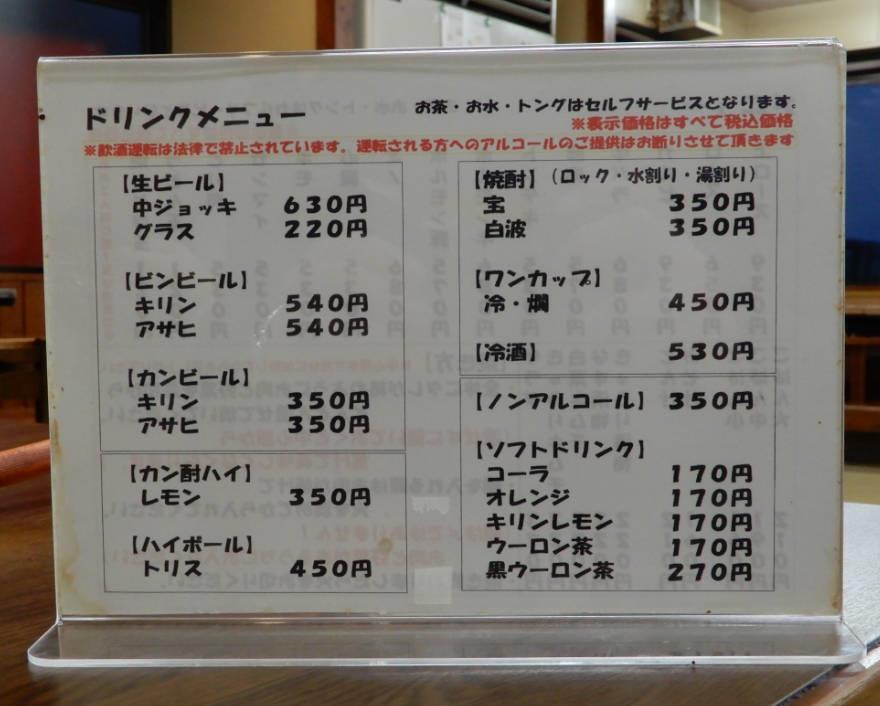 ドリンクメニュー
お茶・お水・トングはセルフサービスとなります。
※表示価格はすべて税込価格
※飲酒運転は法律で禁止されています。運転される方へのアルコールのご提供はお断りさせて頂きます
【生ビール】
中ジョッキ 630円
グラス 220円
【ビンビール】
キリン 540円
アサヒ 540円
【カンビール】
キリン 350円
アサヒ 350円
【カン酎ハイ】
レモン 350円
【ハイボール】
トリス 450円
【焼酎】（ロック・水割り・湯割り）
宝 350円
白波 350円
【ワンカップ】
冷・燗 450円
【冷酒】 530円
【ノンアルコール】 350円
【ソフトドリンク】
コーラ 170円
オレンジ 170円
キリンレモン 170円
ウーロン茶 170円
黒ウーロン茶 270円